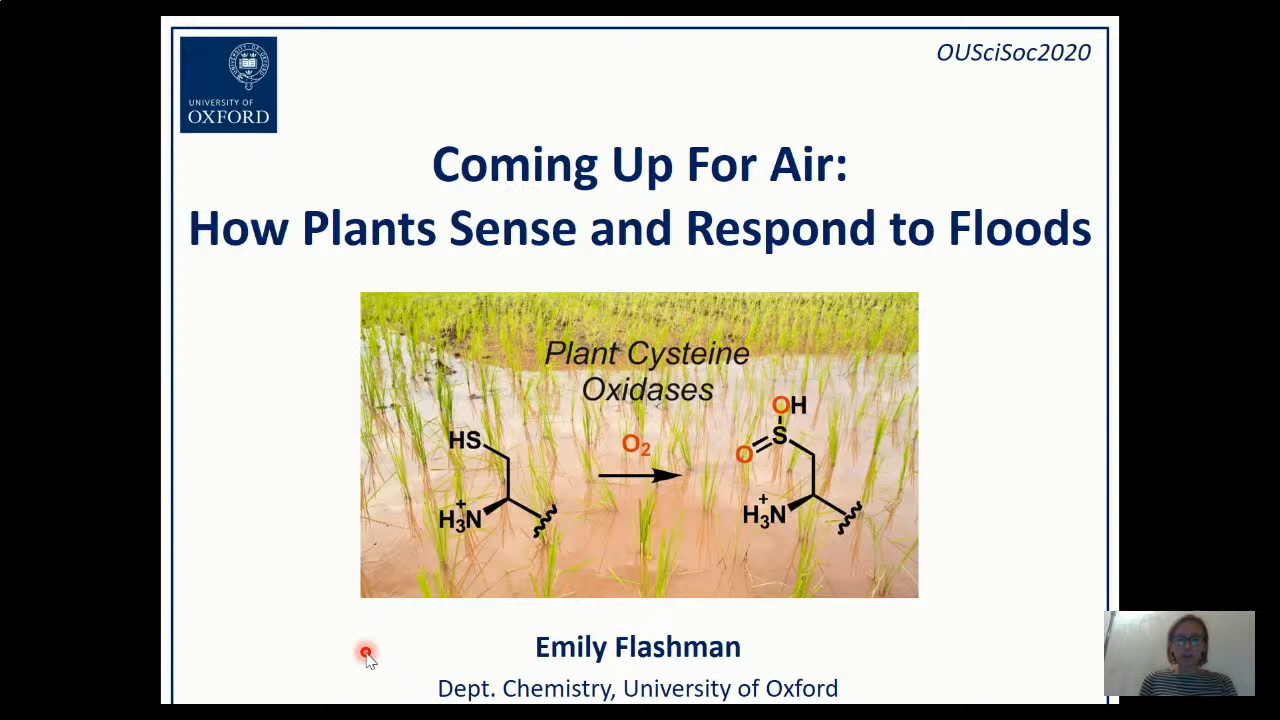 OUSciSoc2020
UNIVERSITY OF
OXFORD
Coming Up For Air:
How Plants Sense and Respond to Floods
Plant Cysteine
Oxidases
OH
HS
O2
S
O
+
H3N
+
H3N
Emily Flashman
Dept. Chemistry, University of Oxford